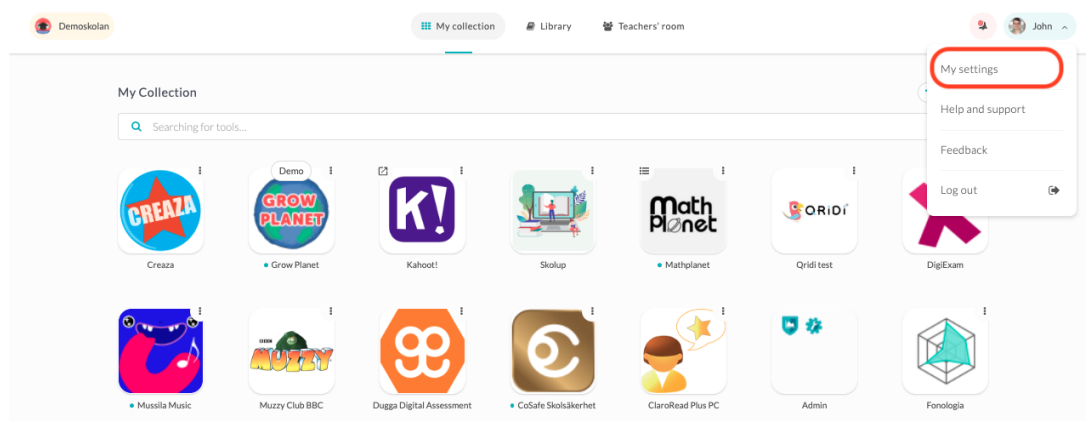 Demoskolan
My collection
Library
Teachers' room
John
My settings
Help and support
Feedback
Log out
My Collection
Searching for tools...
CREAZA
Demo
GROW
PLANET
K!
Math
Planet
QRIDI
Creaza
Grow Planet
Kahoot!
Skolup
Mathplanet
Qridi test
DigiExam
BBC
MUZZY
Mussila Music
Muzzy Club BBC
Dugga Digital Assessment
CoSafe Skolsäkerhet
ClaroRead Plus PC
Admin
Fonologia